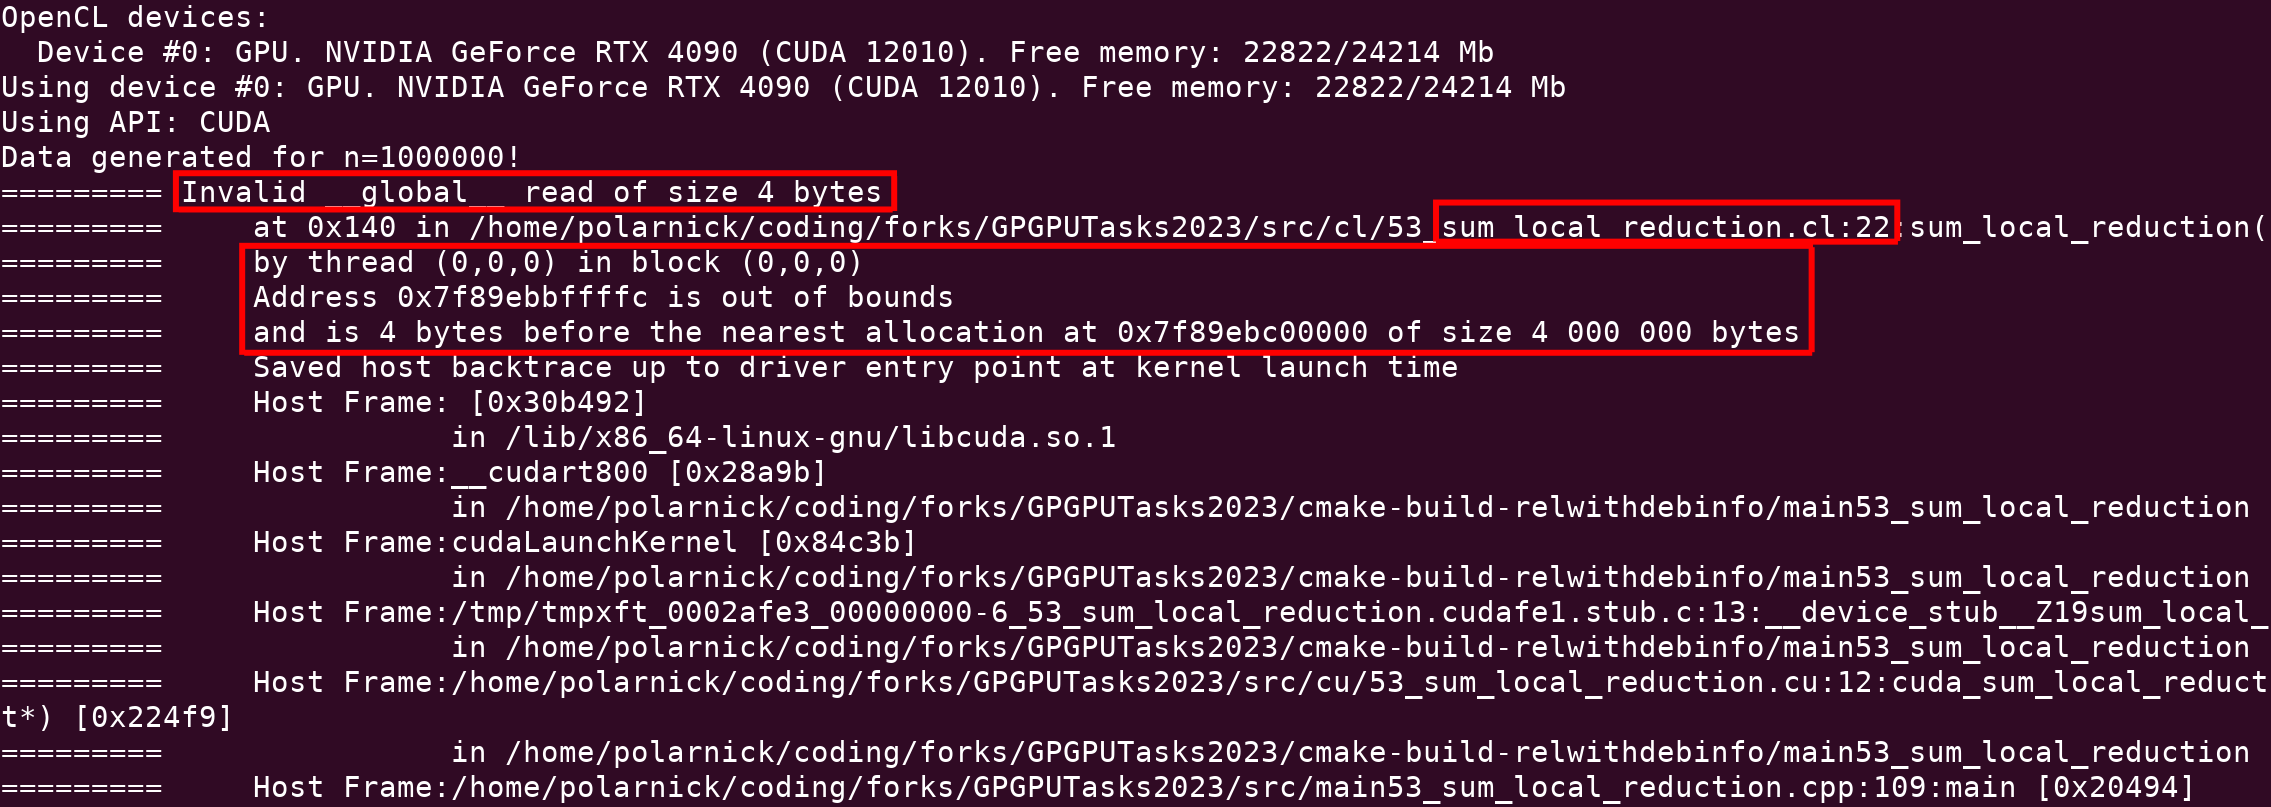 OpenCL devices:
  Device #0: GPU. NVIDIA GeForce RTX 4090 (CUDA 12010). Free memory: 22822/24214 Mb
Using device #0: GPU. NVIDIA GeForce RTX 4090 (CUDA 12010). Free memory: 22822/24214 Mb
Using API: CUDA
Data generated for n=1000000!
========= Invalid __global__ read of size 4 bytes
=========     at 0x140 in /home/polarnick/coding/forks/GPGPUTasks2023/src/cl/53_sum_local_reduction.cl:22:sum_local_reduction(
=========     by thread (0,0,0) in block (0,0,0)
=========     Address 0x7f89ebbffffc is out of bounds
=========     and is 4 bytes before the nearest allocation at 0x7f89ebc00000 of size 4 000 000 bytes
=========     Saved host backtrace up to driver entry point at kernel launch time
=========     Host Frame: [0x30b492]
=========                in /lib/x86_64-linux-gnu/libcuda.so.1
=========     Host Frame:__cudart800 [0x28a9b]
=========                in /home/polarnick/coding/forks/GPGPUTasks2023/cmake-build-relwithdebinfo/main53_sum_local_reduction
=========     Host Frame:cudaLaunchKernel [0x84c3b]
=========                in /home/polarnick/coding/forks/GPGPUTasks2023/cmake-build-relwithdebinfo/main53_sum_local_reduction
=========     Host Frame:/tmp/tmpxft_0002afe3_00000000-6_53_sum_local_reduction.cudafe1.stub.c:13:__device_stub__Z19sum_local_
=========                in /home/polarnick/coding/forks/GPGPUTasks2023/cmake-build-relwithdebinfo/main53_sum_local_reduction
=========     Host Frame:/home/polarnick/coding/forks/GPGPUTasks2023/src/cu/53_sum_local_reduction.cu:12:cuda_sum_local_reduct
t*) [0x224f9]
=========                in /home/polarnick/coding/forks/GPGPUTasks2023/cmake-build-relwithdebinfo/main53_sum_local_reduction
=========     Host Frame:/home/polarnick/coding/forks/GPGPUTasks2023/src/main53_sum_local_reduction.cpp:109:main [0x20494]